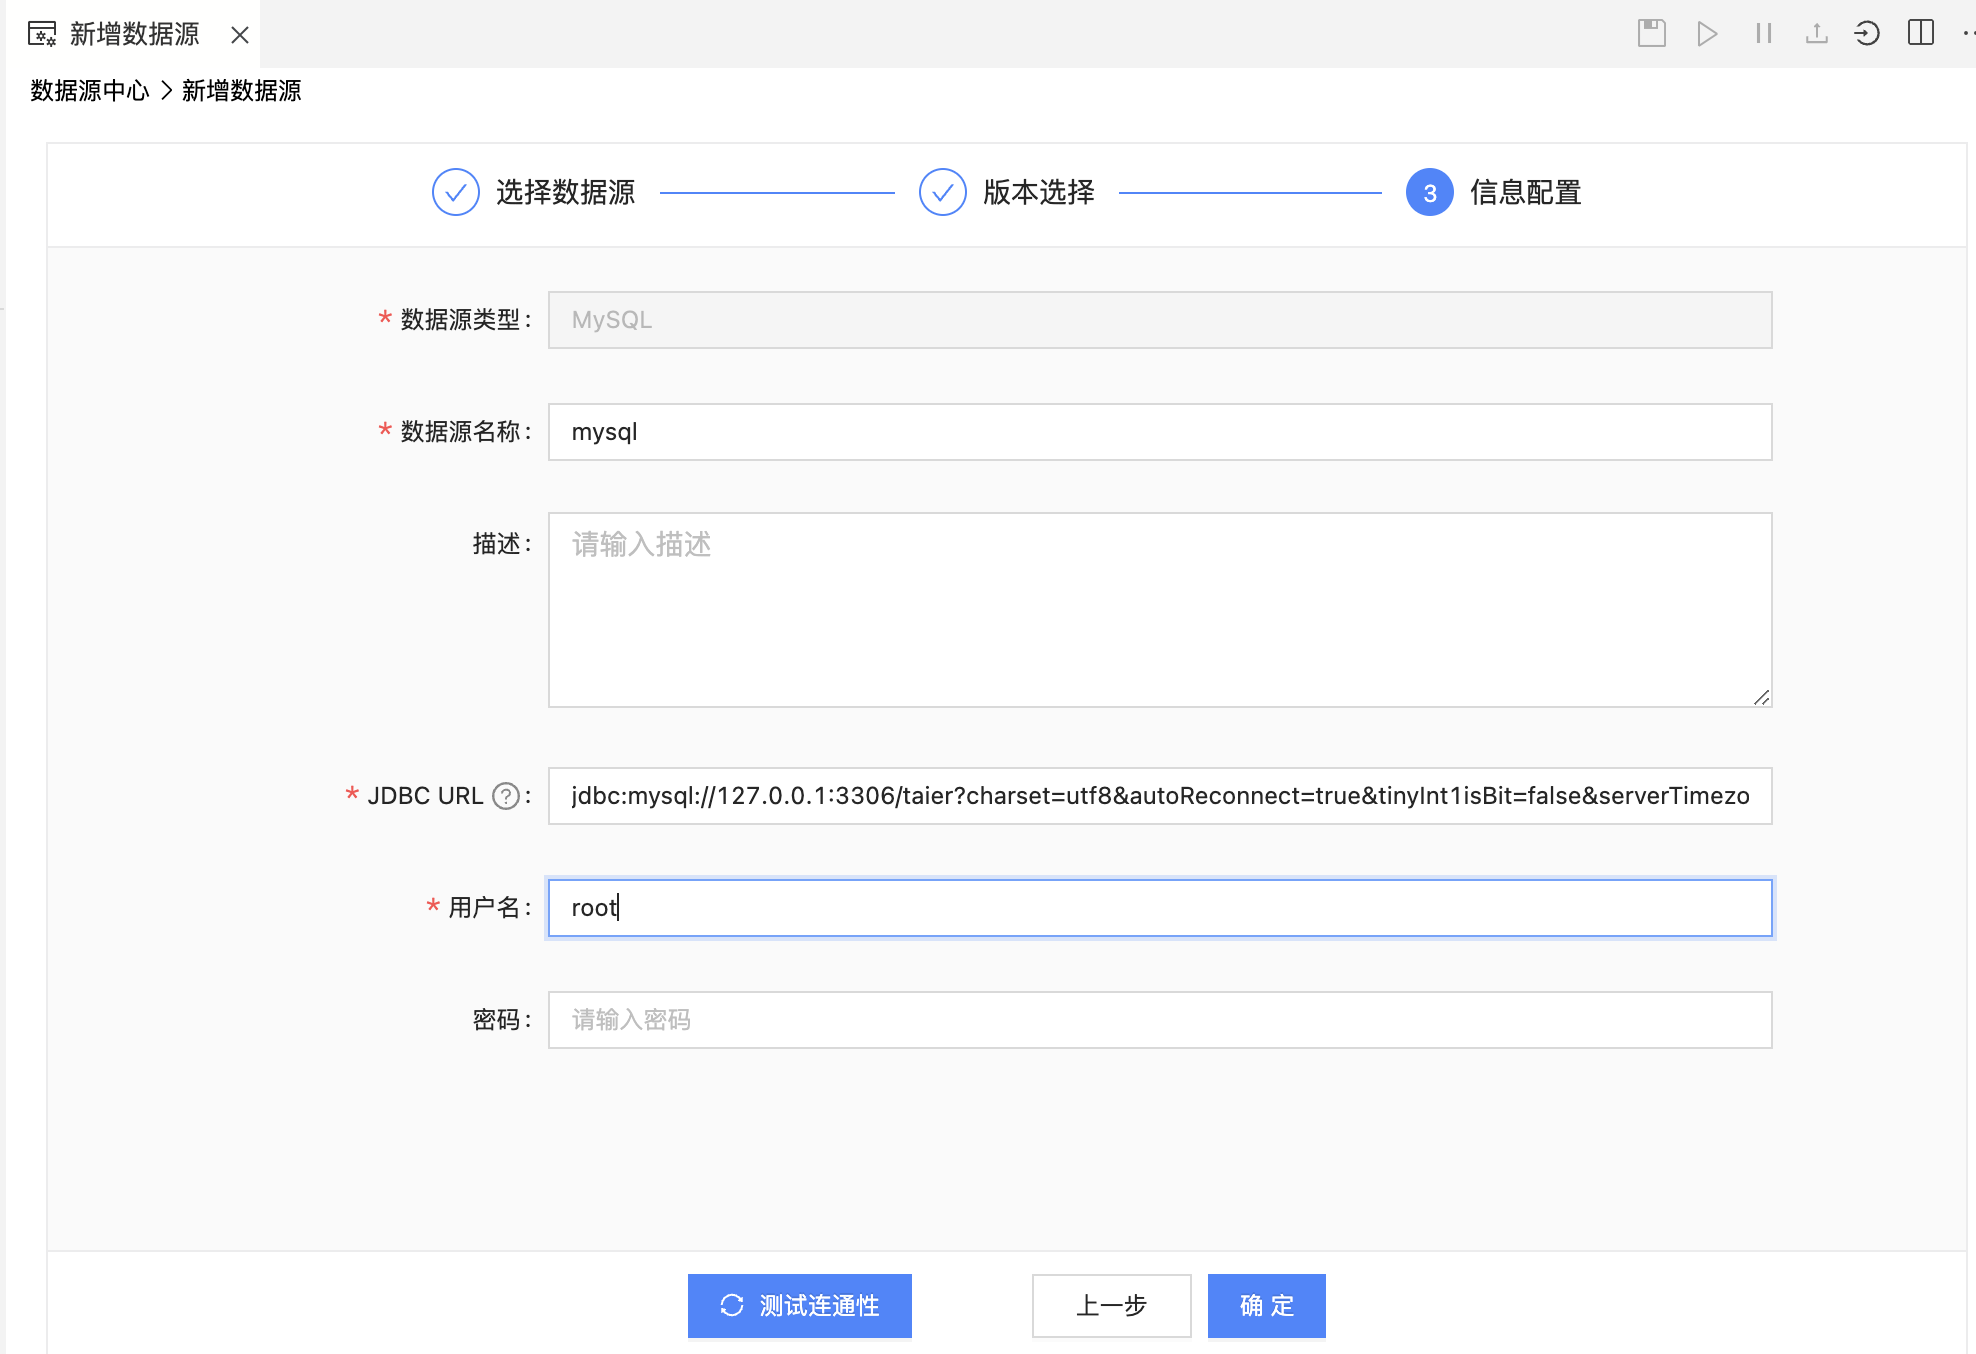 新增数据源
数据源中心 > 新增数据源
选择数据源
版本选择
3 信息配置
* 数据源类型: MySQL
* 数据源名称: mysql
描述: 请输入描述
* JDBC URL ? : jdbc:mysql://127.0.0.1:3306/taier?charset=utf8&autoReconnect=true&tinyInt1isBit=false&serverTimezo
* 用户名: root
密码: 请输入密码
测试连通性
上一步
确 定